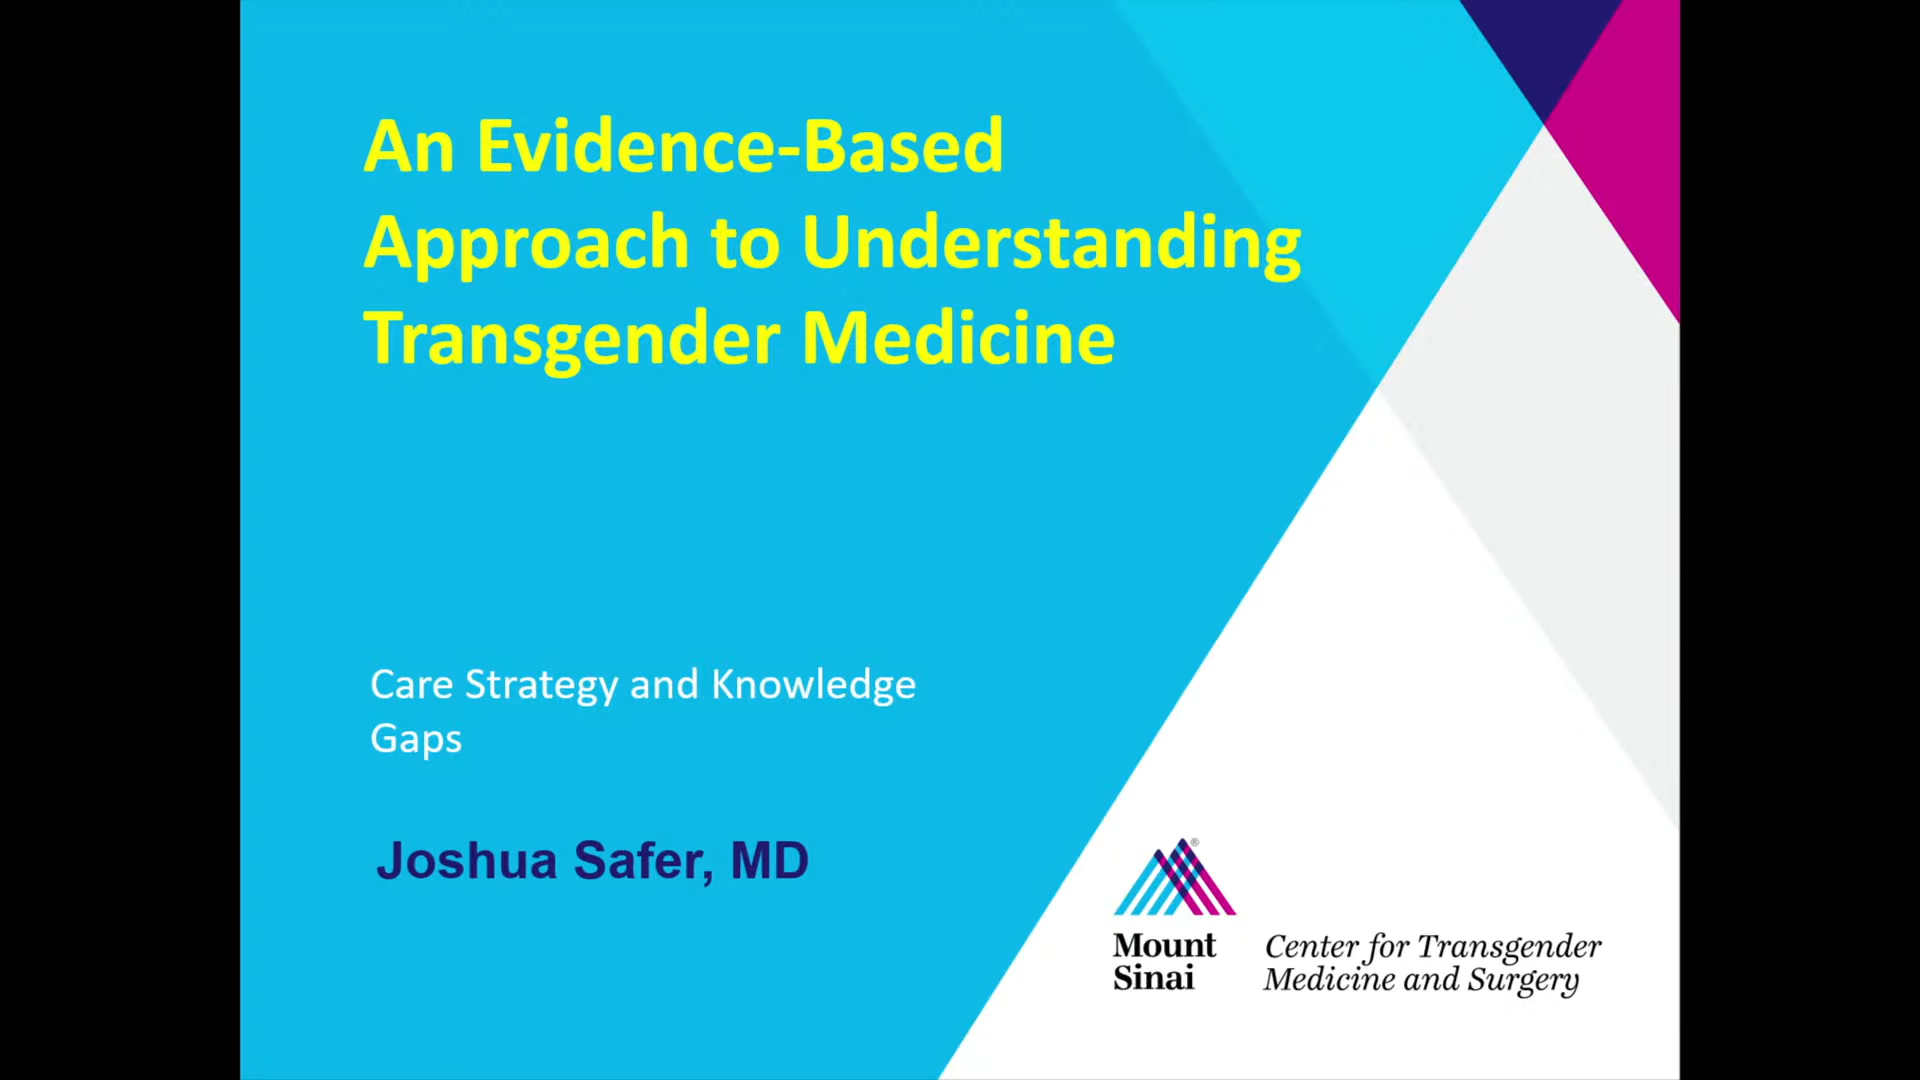 An Evidence-Based
Approach to Understanding
Transgender Medicine
Care Strategy and Knowledge
Gaps
Joshua Safer, MD
®
Mount
Sinai
Center for Transgender
Medicine and Surgery